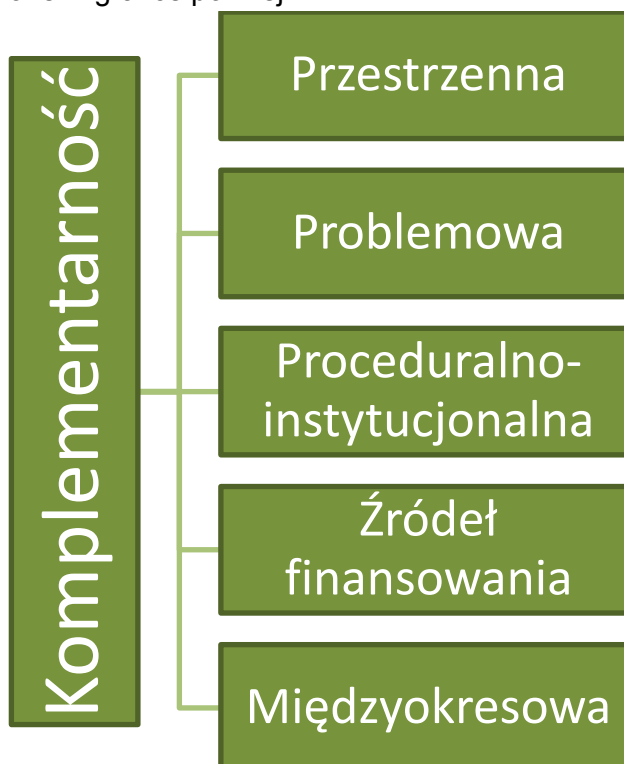 Komplementarność
Przestrzenna
Problemowa
Proceduralno-
instytucjonalna
Źródeł
finansowania
Międzyokresowa